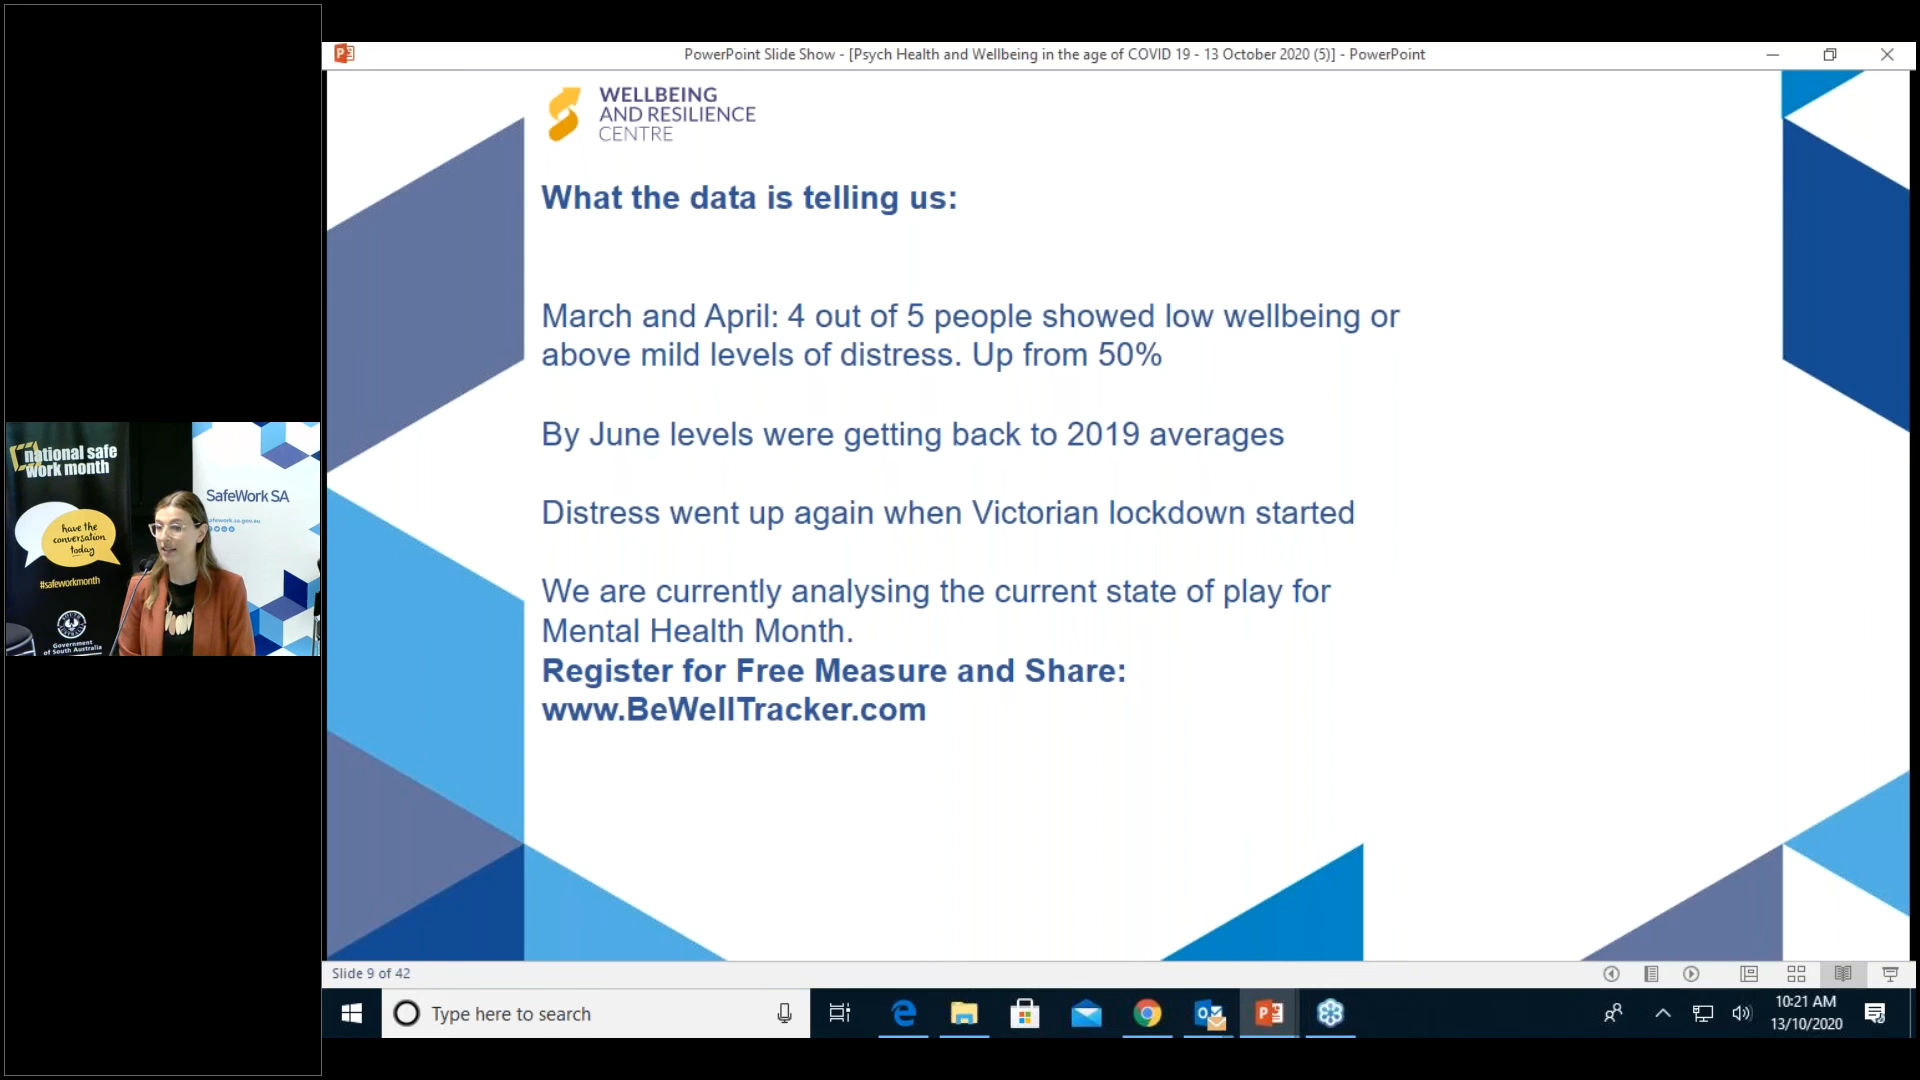 PowerPoint Slide Show - [Psych Health and Wellbeing in the age of COVID 19 - 13 October 2020 (5)] - PowerPoint
WELLBEING
AND RESILIENCE
CENTRE
What the data is telling us:
March and April: 4 out of 5 people showed low wellbeing or
above mild levels of distress. Up from 50%
By June levels were getting back to 2019 averages
Distress went up again when Victorian lockdown started
We are currently analysing the current state of play for
Mental Health Month.
Register for Free Measure and Share:
www.BeWellTracker.com
national safe
work month
have the
conversation
today
#safeworkmonth
Government
of South Australia
SafeWork SA
Slide 9 of 42
Type here to search
10:21 AM
13/10/2020